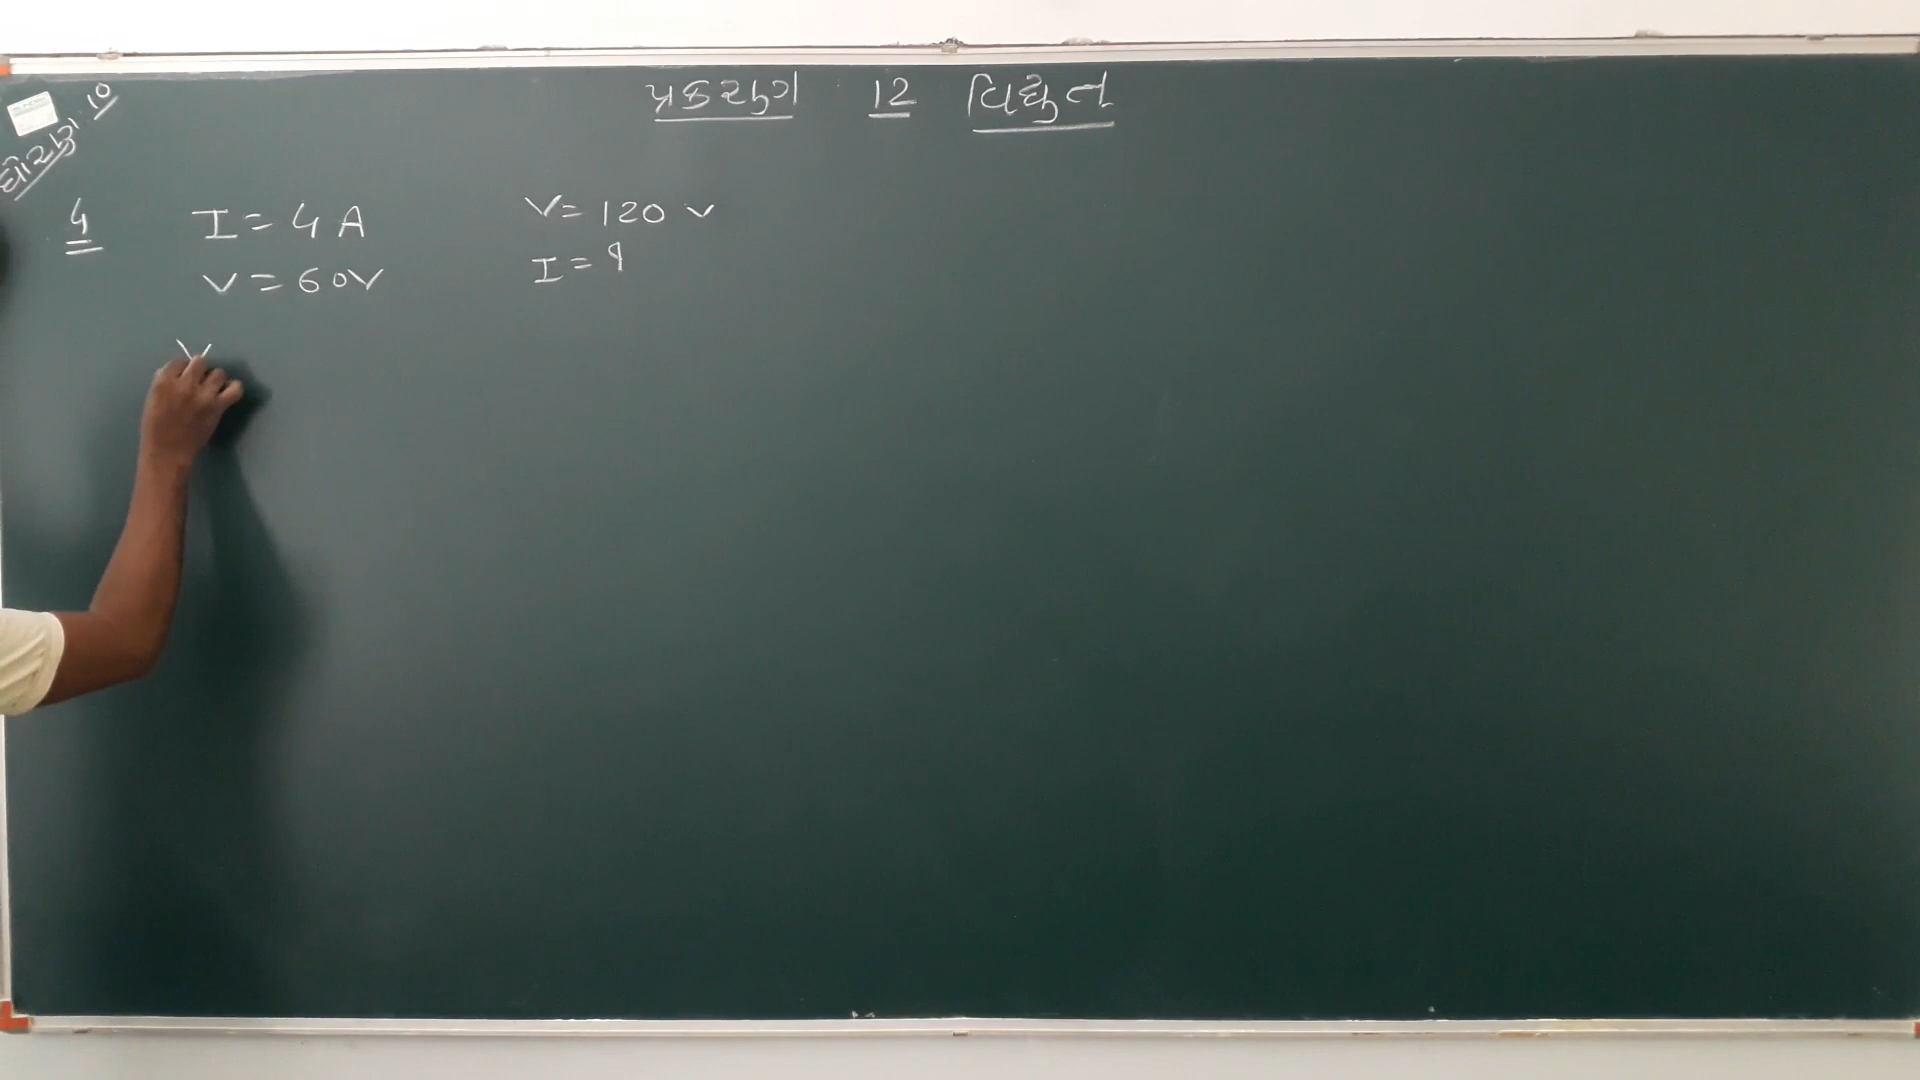 ધોરણ : 10
પ્રકરણ : 12 વિદ્યુત
4
I = 4 A
V = 60V
V = 120 V
I = ?
V